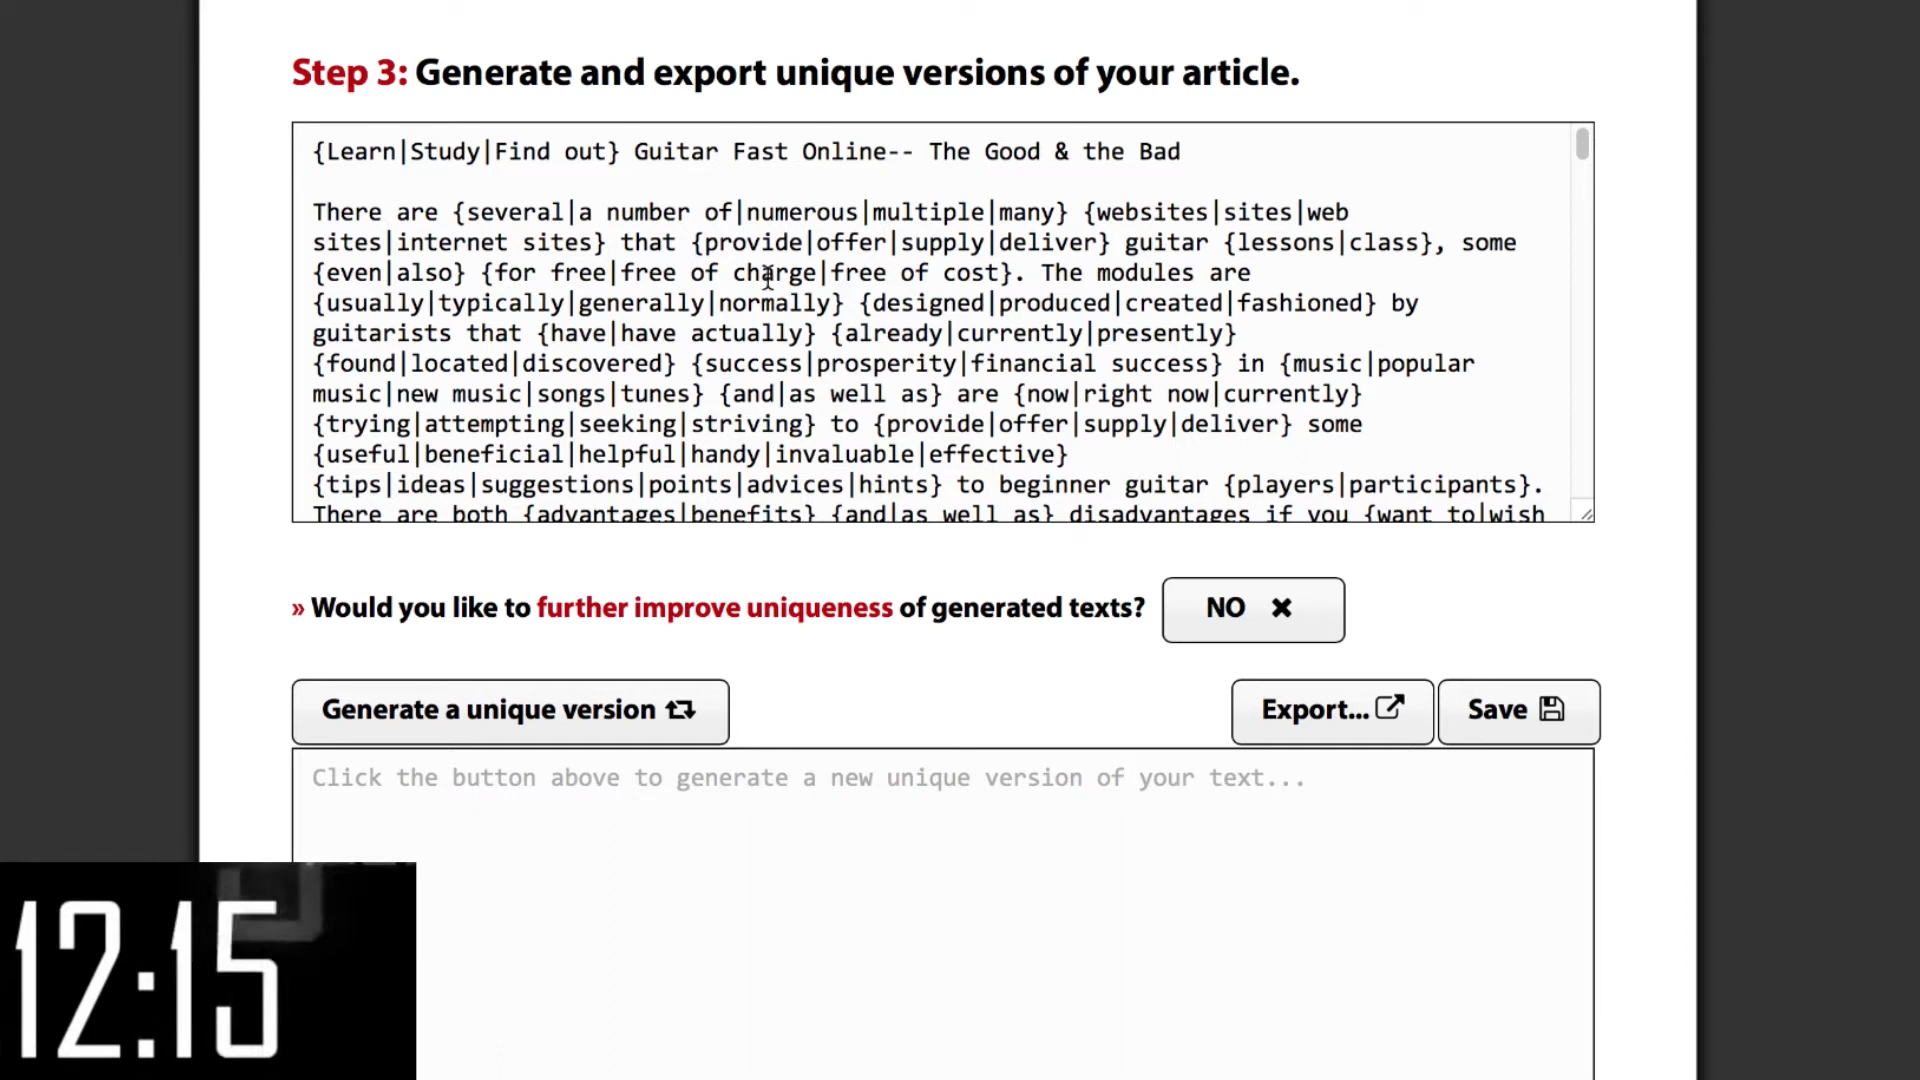 Step 3: Generate and export unique versions of your article.
{Learn|Study|Find out} Guitar Fast Online-- The Good & the Bad
There are {several|a number of|numerous|multiple|many} {websites|sites|web
sites|internet sites} that {provide|offer|supply|deliver} guitar {lessons|class}, some
{even|also} {for free|free of charge|free of cost}. The modules are
{usually|typically|generally|normally} {designed|produced|created|fashioned} by
guitarists that {have|have actually} {already|currently|presently}
{found|located|discovered} {success|prosperity|financial success} in {music|popular
music|new music|songs|tunes} {and|as well as} are {now|right now|currently}
{trying|attempting|seeking|striving} to {provide|offer|supply|deliver} some
{useful|beneficial|helpful|handy|invaluable|effective}
{tips|ideas|suggestions|points|advices|hints} to beginner guitar {players|participants}.
There are both {advantages|benefits} {and|as well as} disadvantages if you {want to|wish
» Would you like to further improve uniqueness of generated texts? NO ✖
Generate a unique version Export... Save
Click the button above to generate a new unique version of your text...
12:15